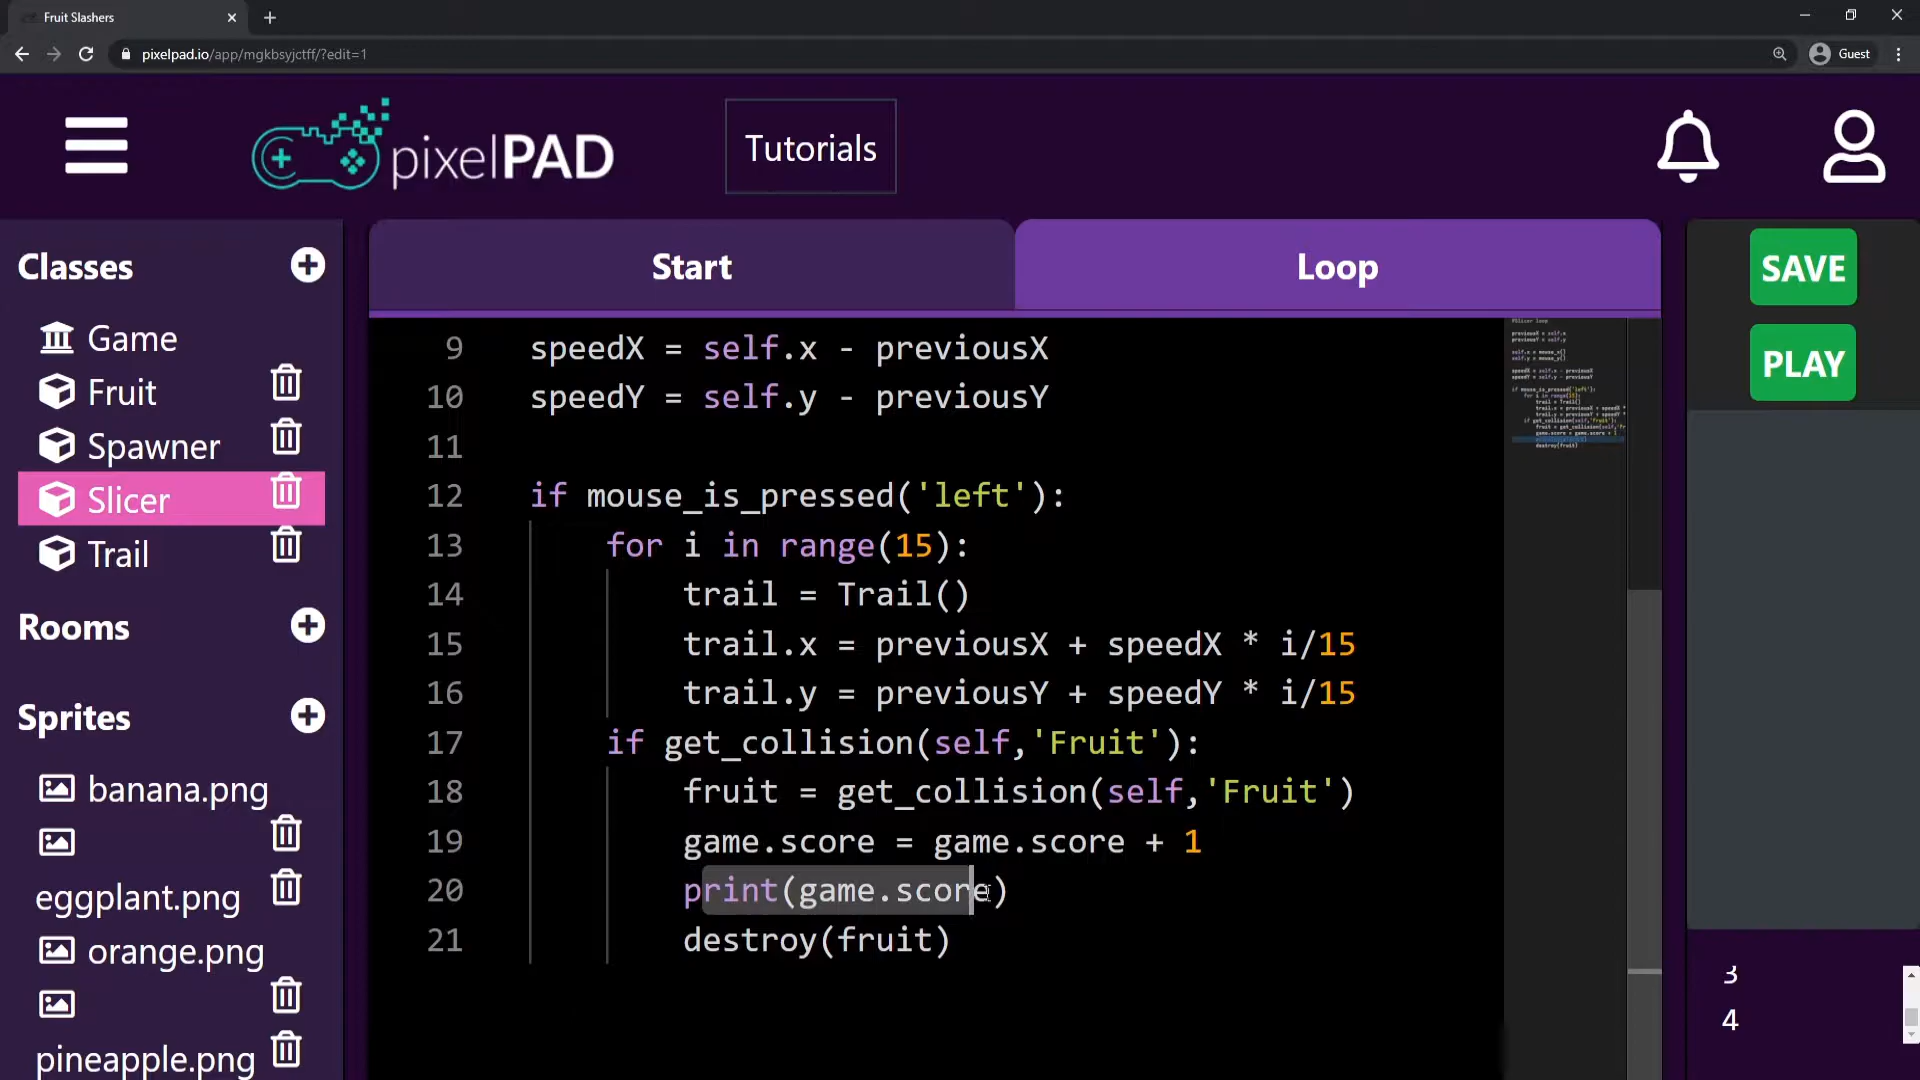 Fruit Slashers
pixelpad.io/app/mgkbsyjctff/?edit=1
Guest
pixelPAD
Tutorials
Classes
Game
Fruit
Spawner
Slicer
Trail
Rooms
Sprites
banana.png
eggplant.png
orange.png
pineapple.png
Start
Loop
9 speedX = self.x - previousX
10 speedY = self.y - previousY
11
12 if mouse_is_pressed('left'):
13 for i in range(15):
14 trail = Trail()
15 trail.x = previousX + speedX * i/15
16 trail.y = previousY + speedY * i/15
17 if get_collision(self,'Fruit'):
18 fruit = get_collision(self,'Fruit')
19 game.score = game.score + 1
20 print(game.score)
21 destroy(fruit)
SAVE
PLAY
3
4